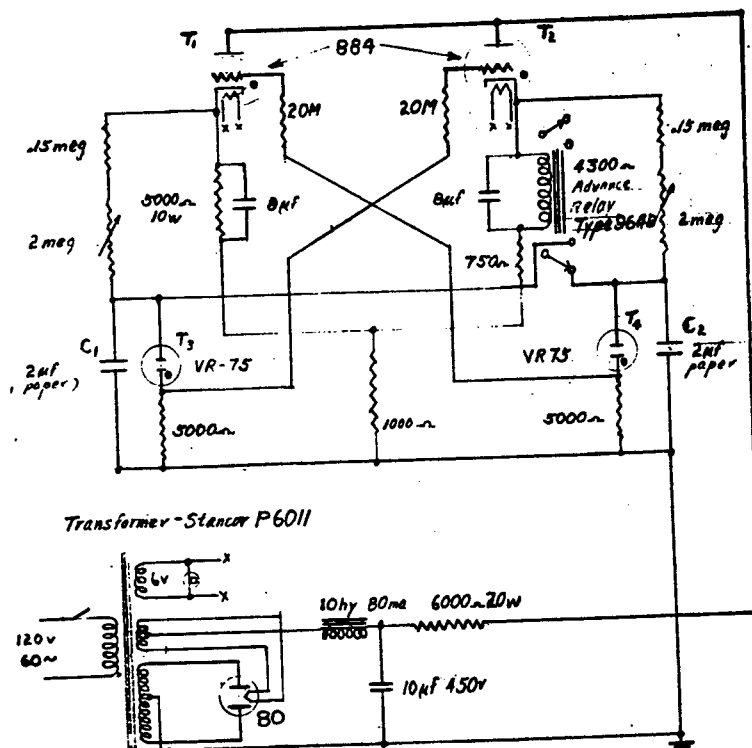 T1
884
T2
20M
20M
.15 meg
.15 meg
5000Ω
10W
8μf
8μf
4300Ω
Advance
Relay
2 meg
750Ω
2 meg
C1
T3
T4
C2
2μf
paper)
VR-75
VR75
2μf
paper
5000Ω
1000Ω
5000Ω
Transformer-Stancor P6011
6v
x
x
120v
60~
10hy 80ma
6000Ω 20W
10μf 450v
80
x x
x x